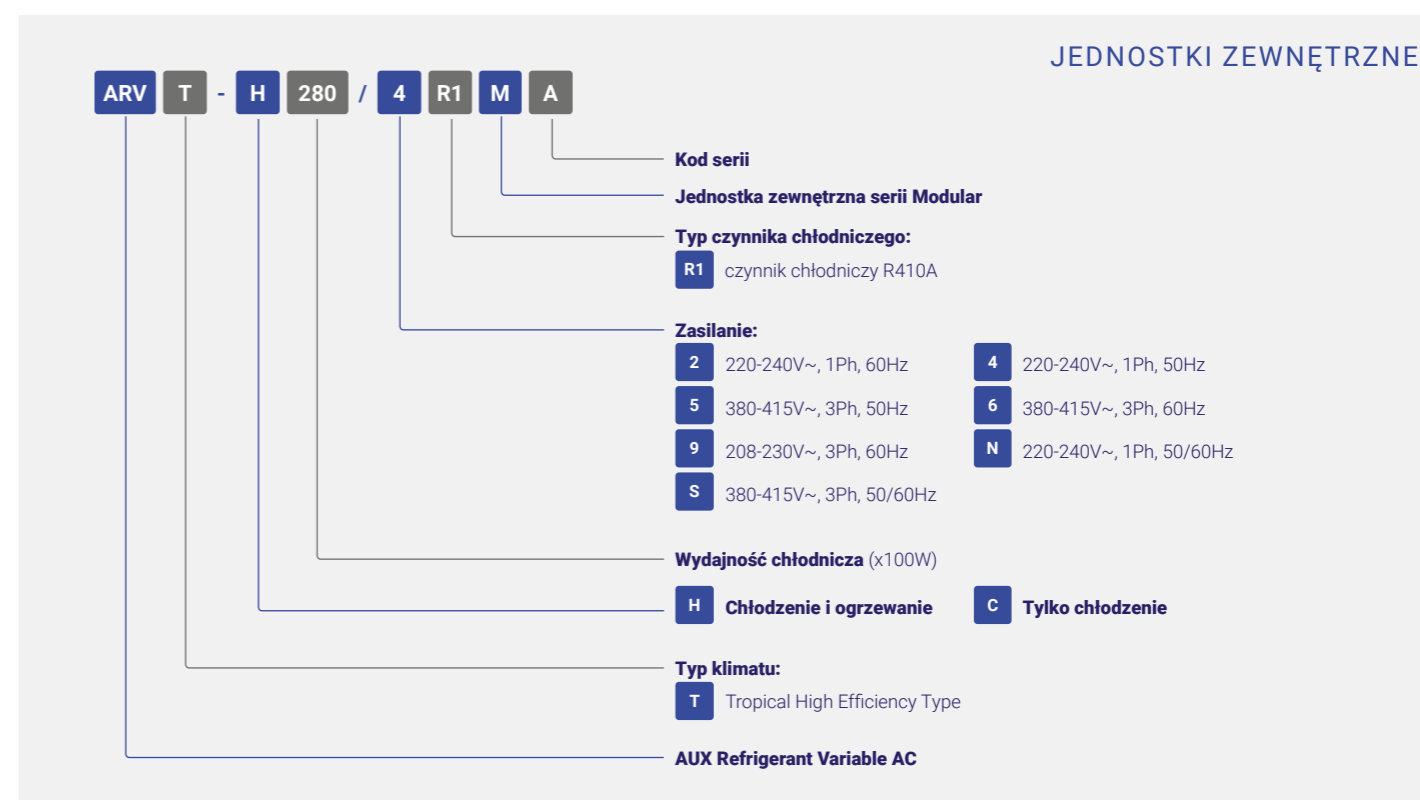 JEDNOSTKI ZEWNĘTRZNE
ARV T - H 280 / 4 R1 M A
Kod serii
Jednostka zewnętrzna serii Modular
Typ czynnika chłodniczego:
R1 czynnik chłodniczy R410A
Zasilanie:
2 220-240V~, 1Ph, 60Hz 4 220-240V~, 1Ph, 50Hz
5 380-415V~, 3Ph, 50Hz 6 380-415V~, 3Ph, 60Hz
9 208-230V~, 3Ph, 60Hz N 220-240V~, 1Ph, 50/60Hz
S 380-415V~, 3Ph, 50/60Hz
Wydajność chłodnicza (x100W)
H Chłodzenie i ogrzewanie C Tylko chłodzenie
Typ klimatu:
T Tropical High Efficiency Type
AUX Refrigerant Variable AC